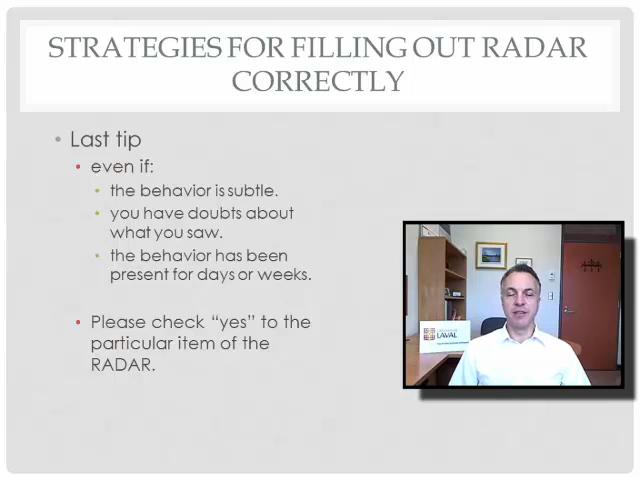 STRATEGIES FOR FILLING OUT RADAR
CORRECTLY
• Last tip
• even if:
• the behavior is subtle.
• you have doubts about
what you saw.
• the behavior has been
present for days or weeks.
• Please check “yes” to the
particular item of the
RADAR.
LAVAL